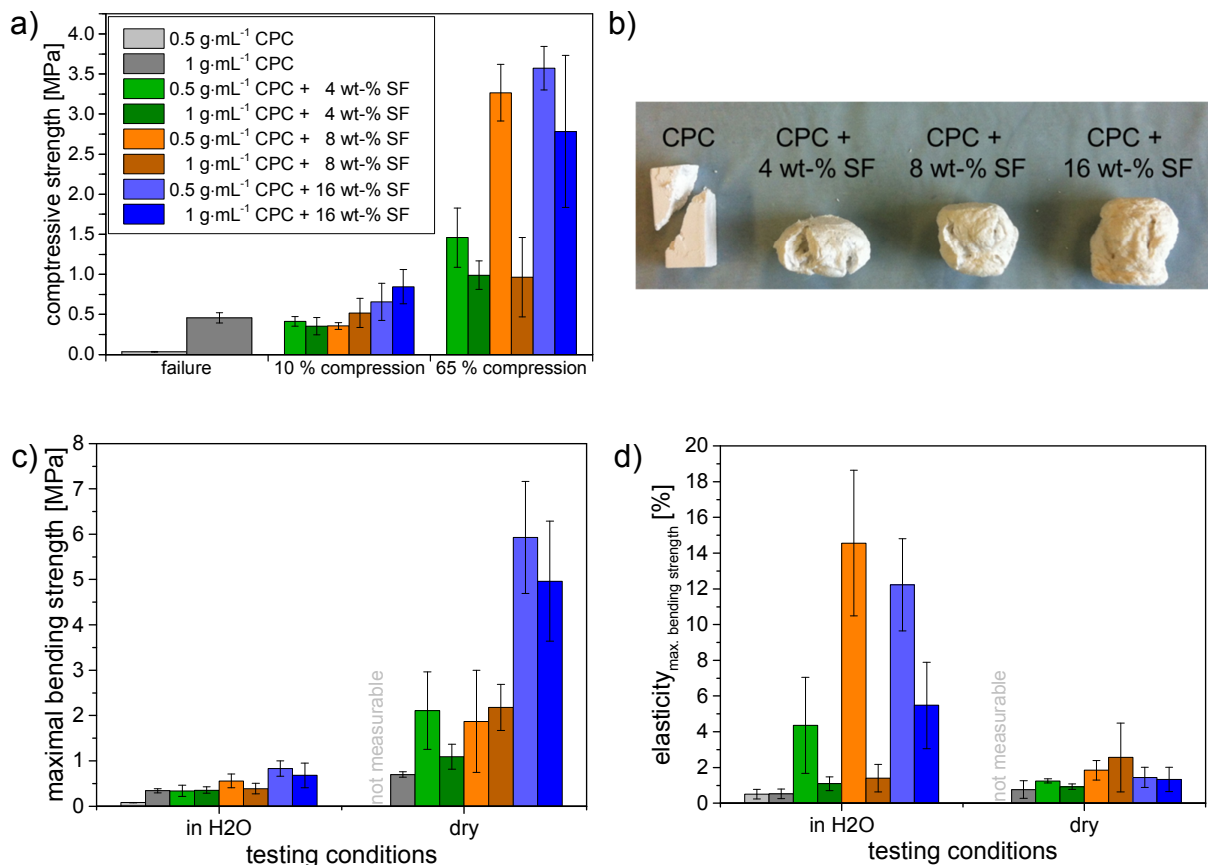 a)
compressive strength [MPa]
4.0
3.5
3.0
2.5
2.0
1.5
1.0
0.5
0.0
0.5 g·mL⁻¹ CPC
1 g·mL⁻¹ CPC
0.5 g·mL⁻¹ CPC + 4 wt-% SF
1 g·mL⁻¹ CPC + 4 wt-% SF
0.5 g·mL⁻¹ CPC + 8 wt-% SF
1 g·mL⁻¹ CPC + 8 wt-% SF
0.5 g·mL⁻¹ CPC + 16 wt-% SF
1 g·mL⁻¹ CPC + 16 wt-% SF
failure
10 % compression
65 % compression
b)
CPC
CPC +
4 wt-% SF
CPC +
8 wt-% SF
CPC +
16 wt-% SF
c)
maximal bending strength [MPa]
8
7
6
5
4
3
2
1
0
not measurable
in H2O
dry
testing conditions
d)
elasticity max. bending strength [%]
20
18
16
14
12
10
8
6
4
2
0
not measurable
in H2O
dry
testing conditions